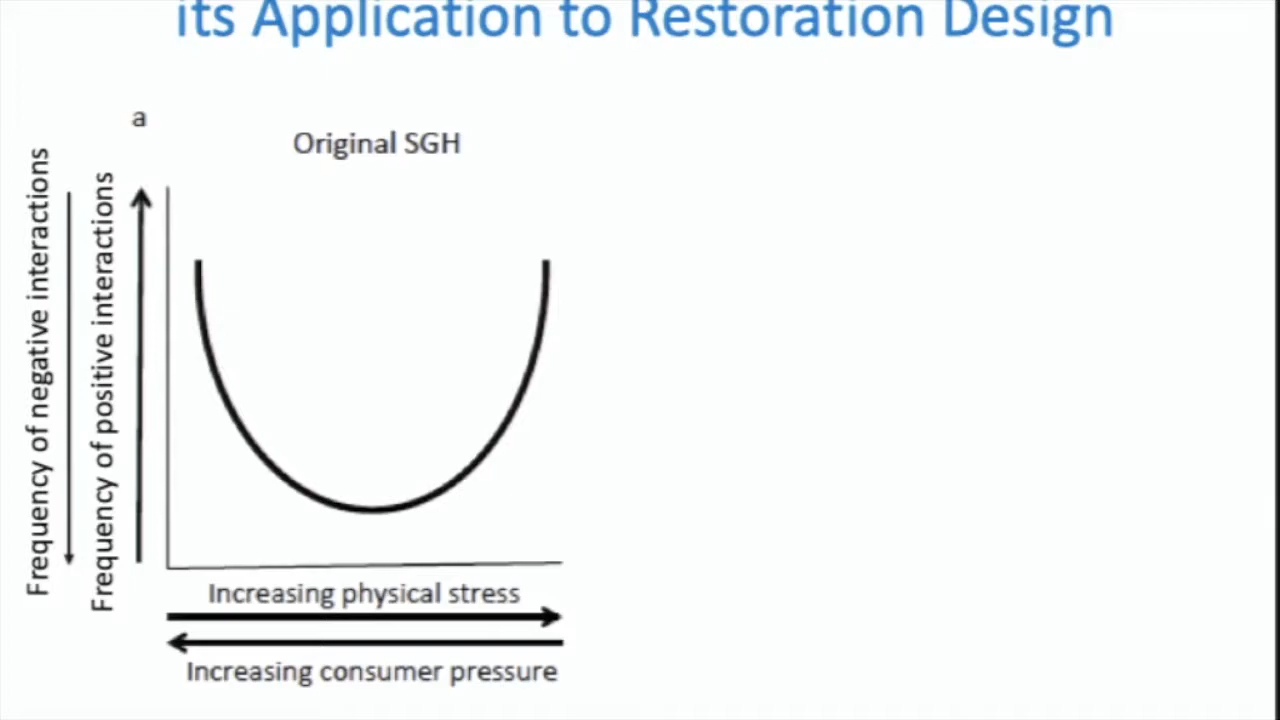 its Application to Restoration Design
a
Original SGH
Frequency of negative interactions
Frequency of positive interactions
Increasing physical stress
Increasing consumer pressure